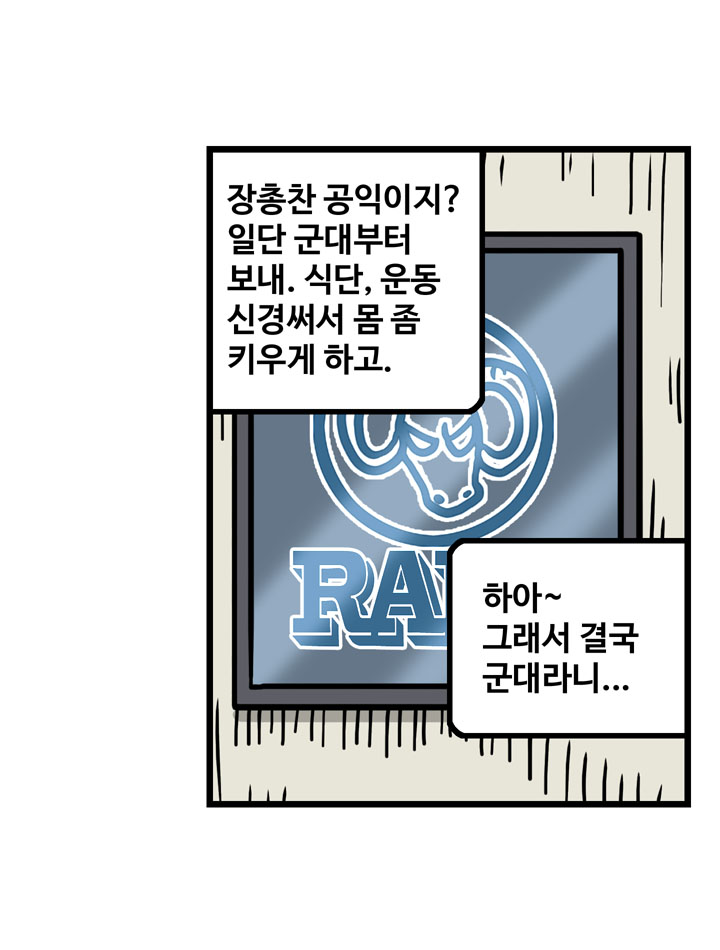 장총찬 공익이지?
일단 군대부터
보내. 식단, 운동
신경써서 몸 좀
키우게 하고.
RA
하아~
그래서 결국
군대라니...